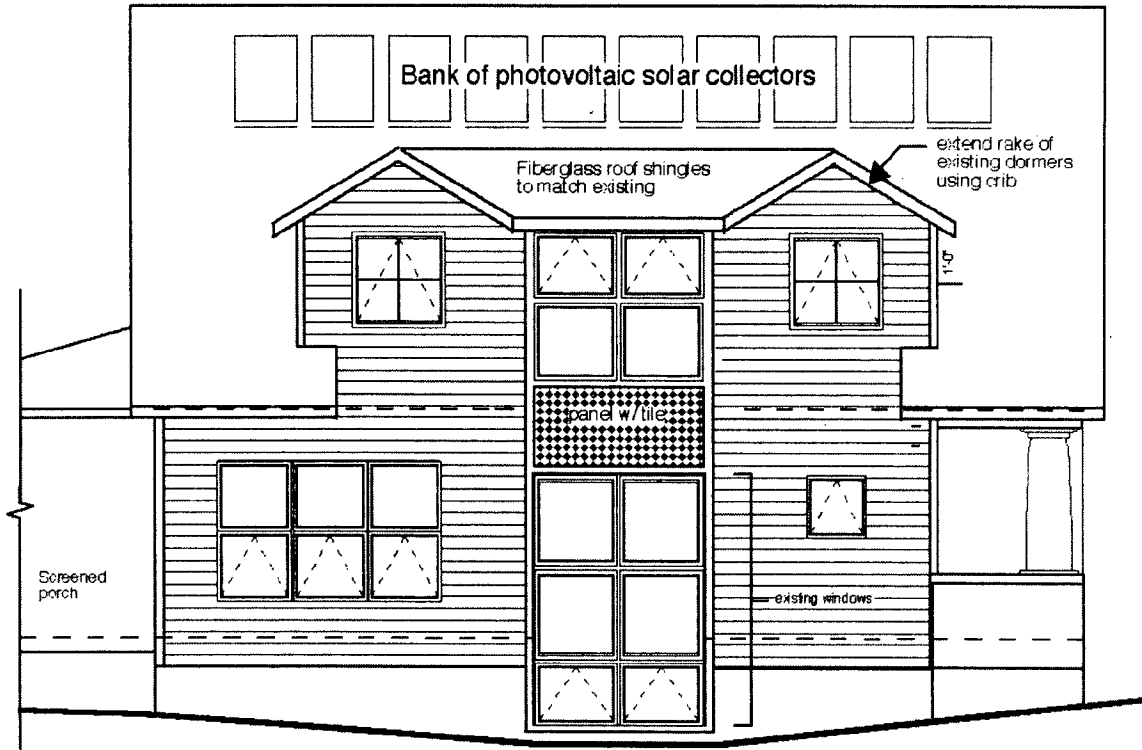 Bank of photovoltaic solar collectors
extend rake of
existing dormers
using crib
Fiberglass roof shingles
to match existing
1'-0"
panel w/tile
Screened
porch
existing windows